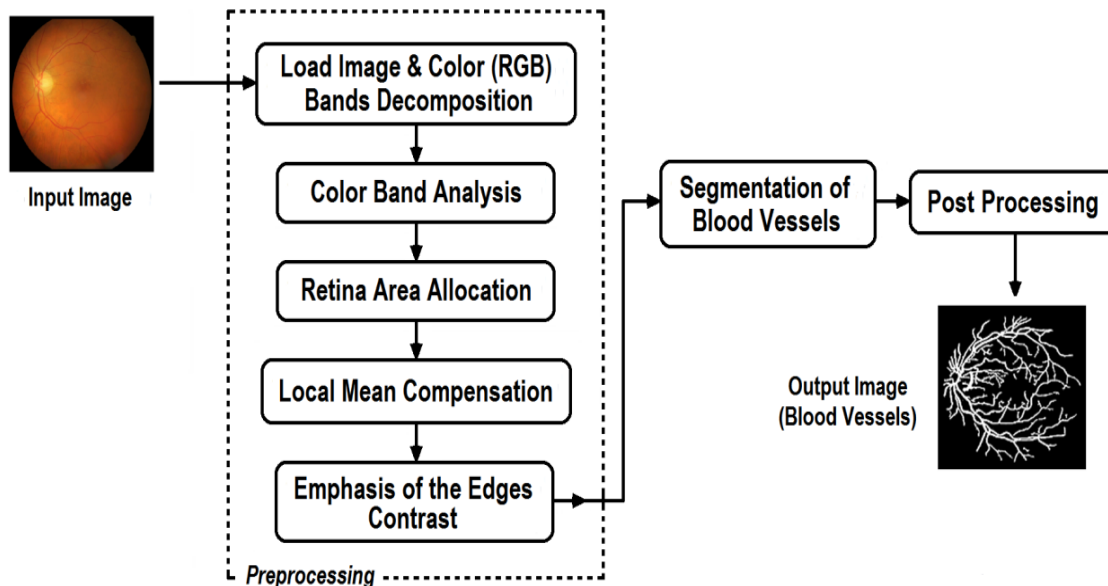 Input Image
Load Image & Color (RGB)
Bands Decomposition
Color Band Analysis
Retina Area Allocation
Local Mean Compensation
Emphasis of the Edges
Contrast
Preprocessing
Segmentation of
Blood Vessels
Post Processing
Output Image
(Blood Vessels)